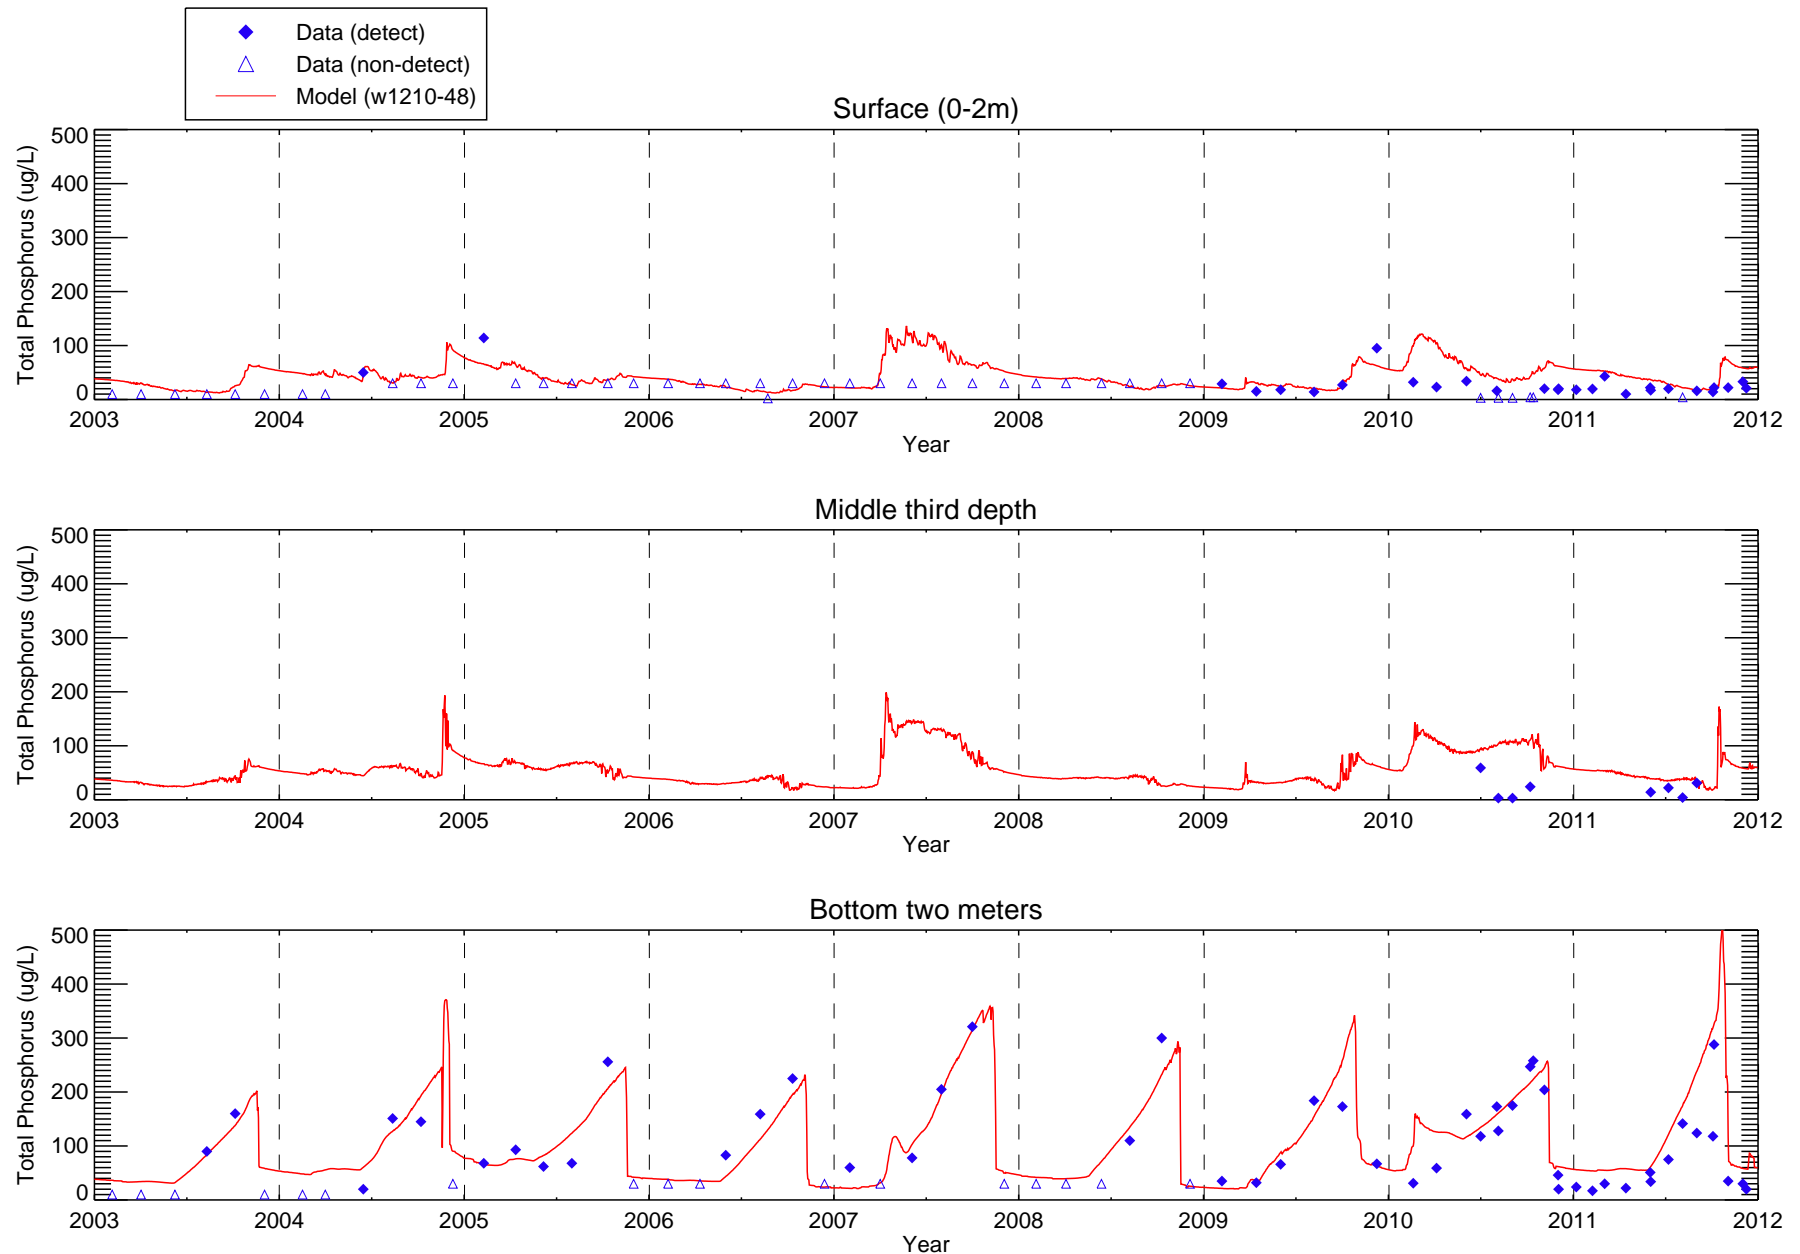 Data (detect)
Data (non-detect)
Model (w1210-48)
Surface (0-2m)
Total Phosphorus (ug/L)
500
400
300
200
100
0
2003 2004 2005 2006 2007 2008 2009 2010 2011 2012
Year
Middle third depth
Total Phosphorus (ug/L)
500
400
300
200
100
0
2003 2004 2005 2006 2007 2008 2009 2010 2011 2012
Year
Bottom two meters
Total Phosphorus (ug/L)
500
400
300
200
100
0
2003 2004 2005 2006 2007 2008 2009 2010 2011 2012
Year